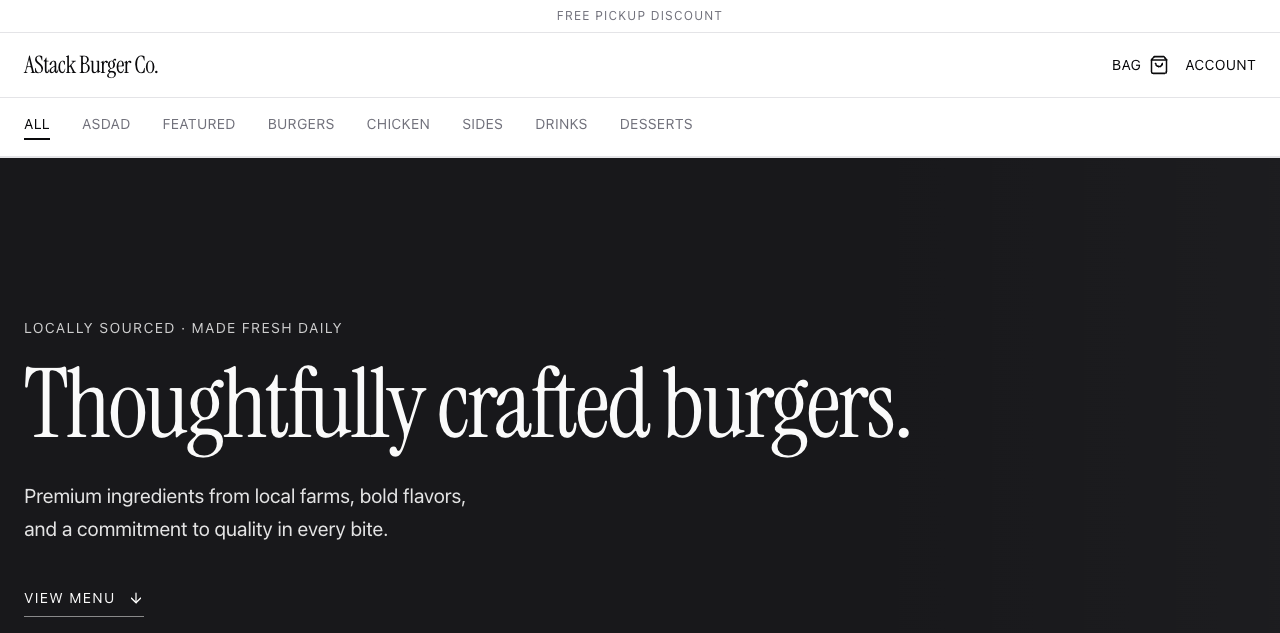 FREE PICKUP DISCOUNT
AStack Burger Co.
BAG
ACCOUNT
ALL
ASDAD
FEATURED
BURGERS
CHICKEN
SIDES
DRINKS
DESSERTS
LOCALLY SOURCED · MADE FRESH DAILY
Thoughtfully crafted burgers.
Premium ingredients from local farms, bold flavors,
and a commitment to quality in every bite.
VIEW MENU ↓